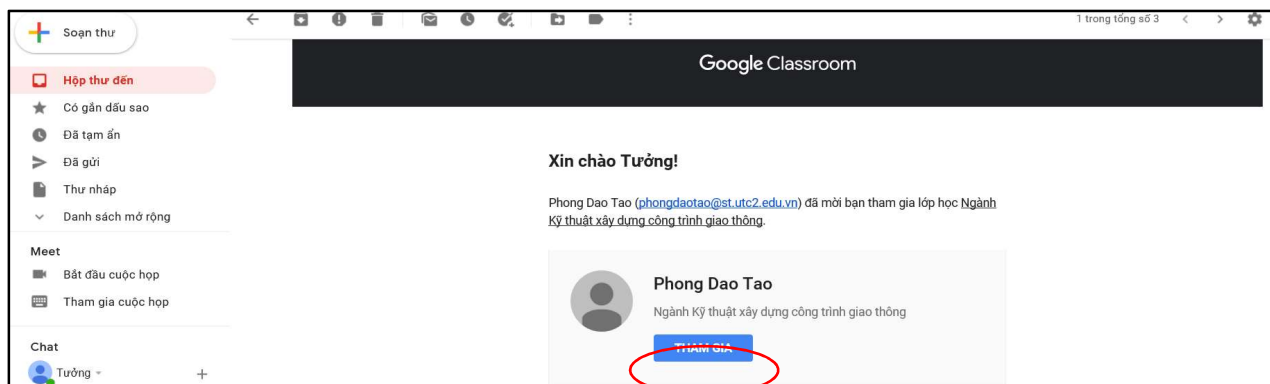 Soạn thư
1 trong tổng số 3
Hộp thư đến
Có gắn dấu sao
Đã tạm ẩn
Đã gửi
Thư nháp
Danh sách mở rộng
Meet
Bắt đầu cuộc họp
Tham gia cuộc họp
Chat
Tưởng
Google Classroom
Xin chào Tưởng!
Phong Dao Tao (phongdaotao@st.utc2.edu.vn) đã mời bạn tham gia lớp học Ngành
Kỹ thuật xây dựng công trình giao thông.
Phong Dao Tao
Ngành Kỹ thuật xây dựng công trình giao thông
THAM GIA